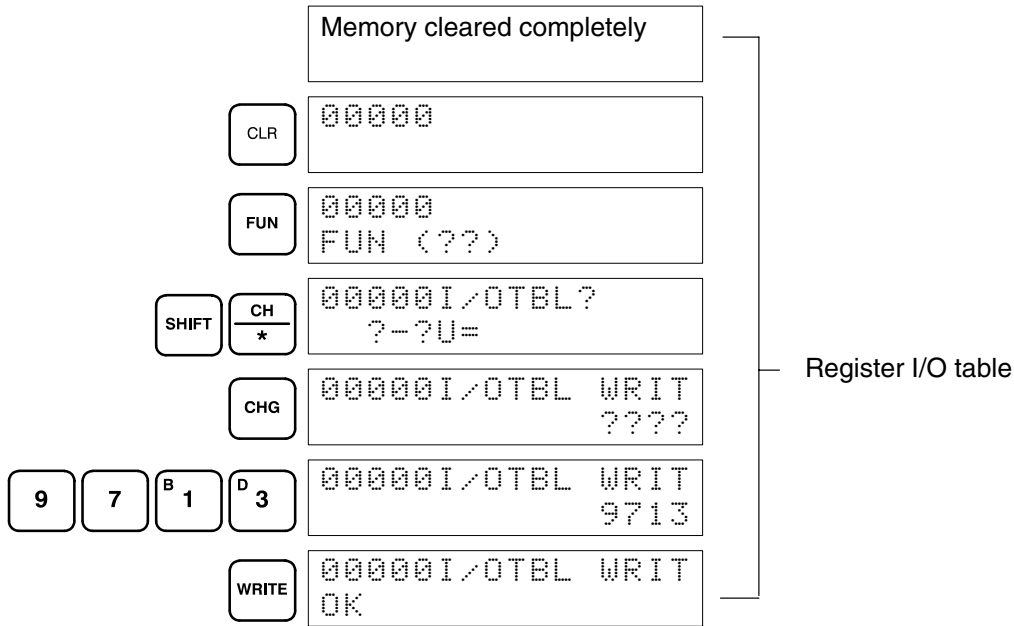 Memory cleared completely
CLR
00000
FUN
00000
FUN (??)
SHIFT
CH
*
00000I/OTBL?
?-?U=
CHG
00000I/OTBL WRIT
????
Register I/O table
9
7
B 1
D 3
00000I/OTBL WRIT
9713
WRITE
00000I/OTBL WRIT
OK